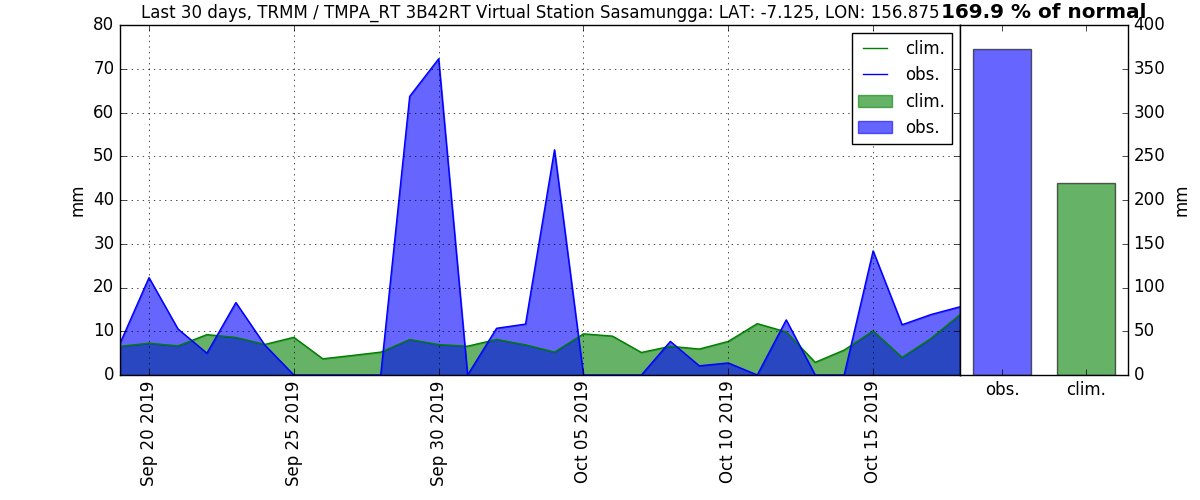 Last 30 days, TRMM / TMPA_RT 3B42RT Virtual Station Sasamungga: LAT: -7.125, LON: 156.875
169.9 % of normal
80
70
60
50
40
30
20
10
0
mm
clim.
obs.
clim.
obs.
Sep 20 2019
Sep 25 2019
Sep 30 2019
Oct 05 2019
Oct 10 2019
Oct 15 2019
400
350
300
250
200
150
100
50
0
mm
obs.
clim.